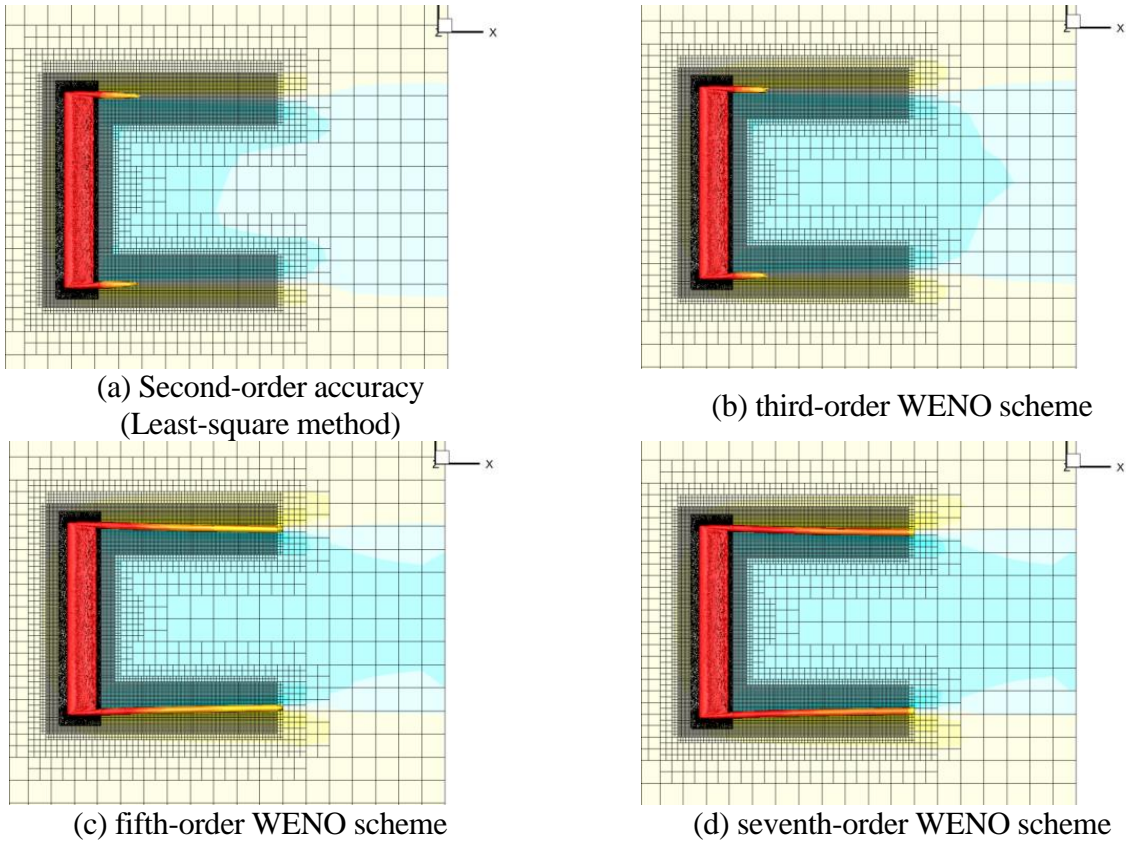 Z X
Z X
(a) Second-order accuracy
(Least-square method)
(b) third-order WENO scheme
Z X
Z X
(c) fifth-order WENO scheme
(d) seventh-order WENO scheme